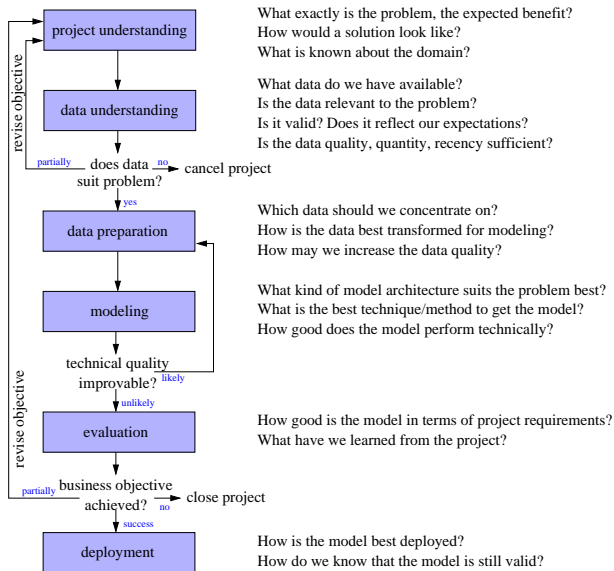 project understanding
What exactly is the problem, the expected benefit?
How would a solution look like?
What is known about the domain?
revise objective
data understanding
What data do we have available?
Is the data relevant to the problem?
Is it valid? Does it reflect our expectations?
Is the data quality, quantity, recency sufficient?
partially
does data
suit problem?
no
cancel project
yes
data preparation
Which data should we concentrate on?
How is the data best transformed for modeling?
How may we increase the data quality?
modeling
What kind of model architecture suits the problem best?
What is the best technique/method to get the model?
How good does the model perform technically?
technical quality
improvable?
likely
unlikely
revise objective
evaluation
How good is the model in terms of project requirements?
What have we learned from the project?
partially
business objective
achieved?
no
close project
success
deployment
How is the model best deployed?
How do we know that the model is still valid?